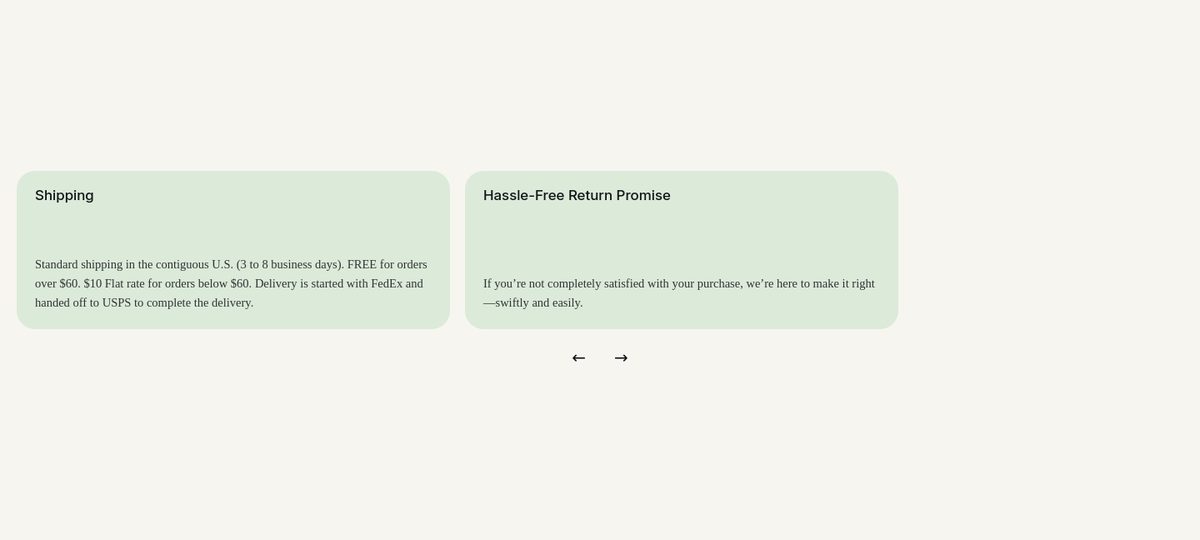 Shipping
Standard shipping in the contiguous U.S. (3 to 8 business days). FREE for orders
over $60. $10 Flat rate for orders below $60. Delivery is started with FedEx and
handed off to USPS to complete the delivery.
Hassle-Free Return Promise
If you’re not completely satisfied with your purchase, we’re here to make it right
—swiftly and easily.